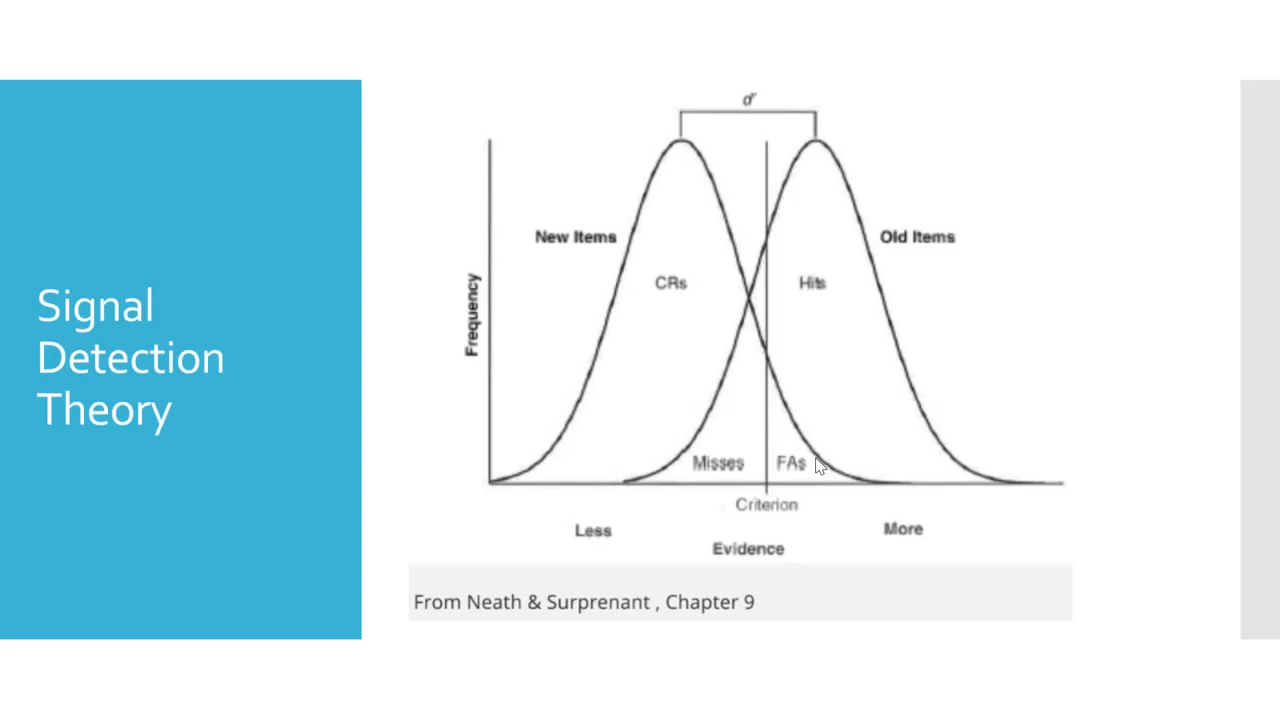 Signal
Detection
Theory
d'
New Items
Old Items
CRs
Hits
Frequency
Misses
FAs
Criterion
Less
More
Evidence
From Neath & Surprenant , Chapter 9